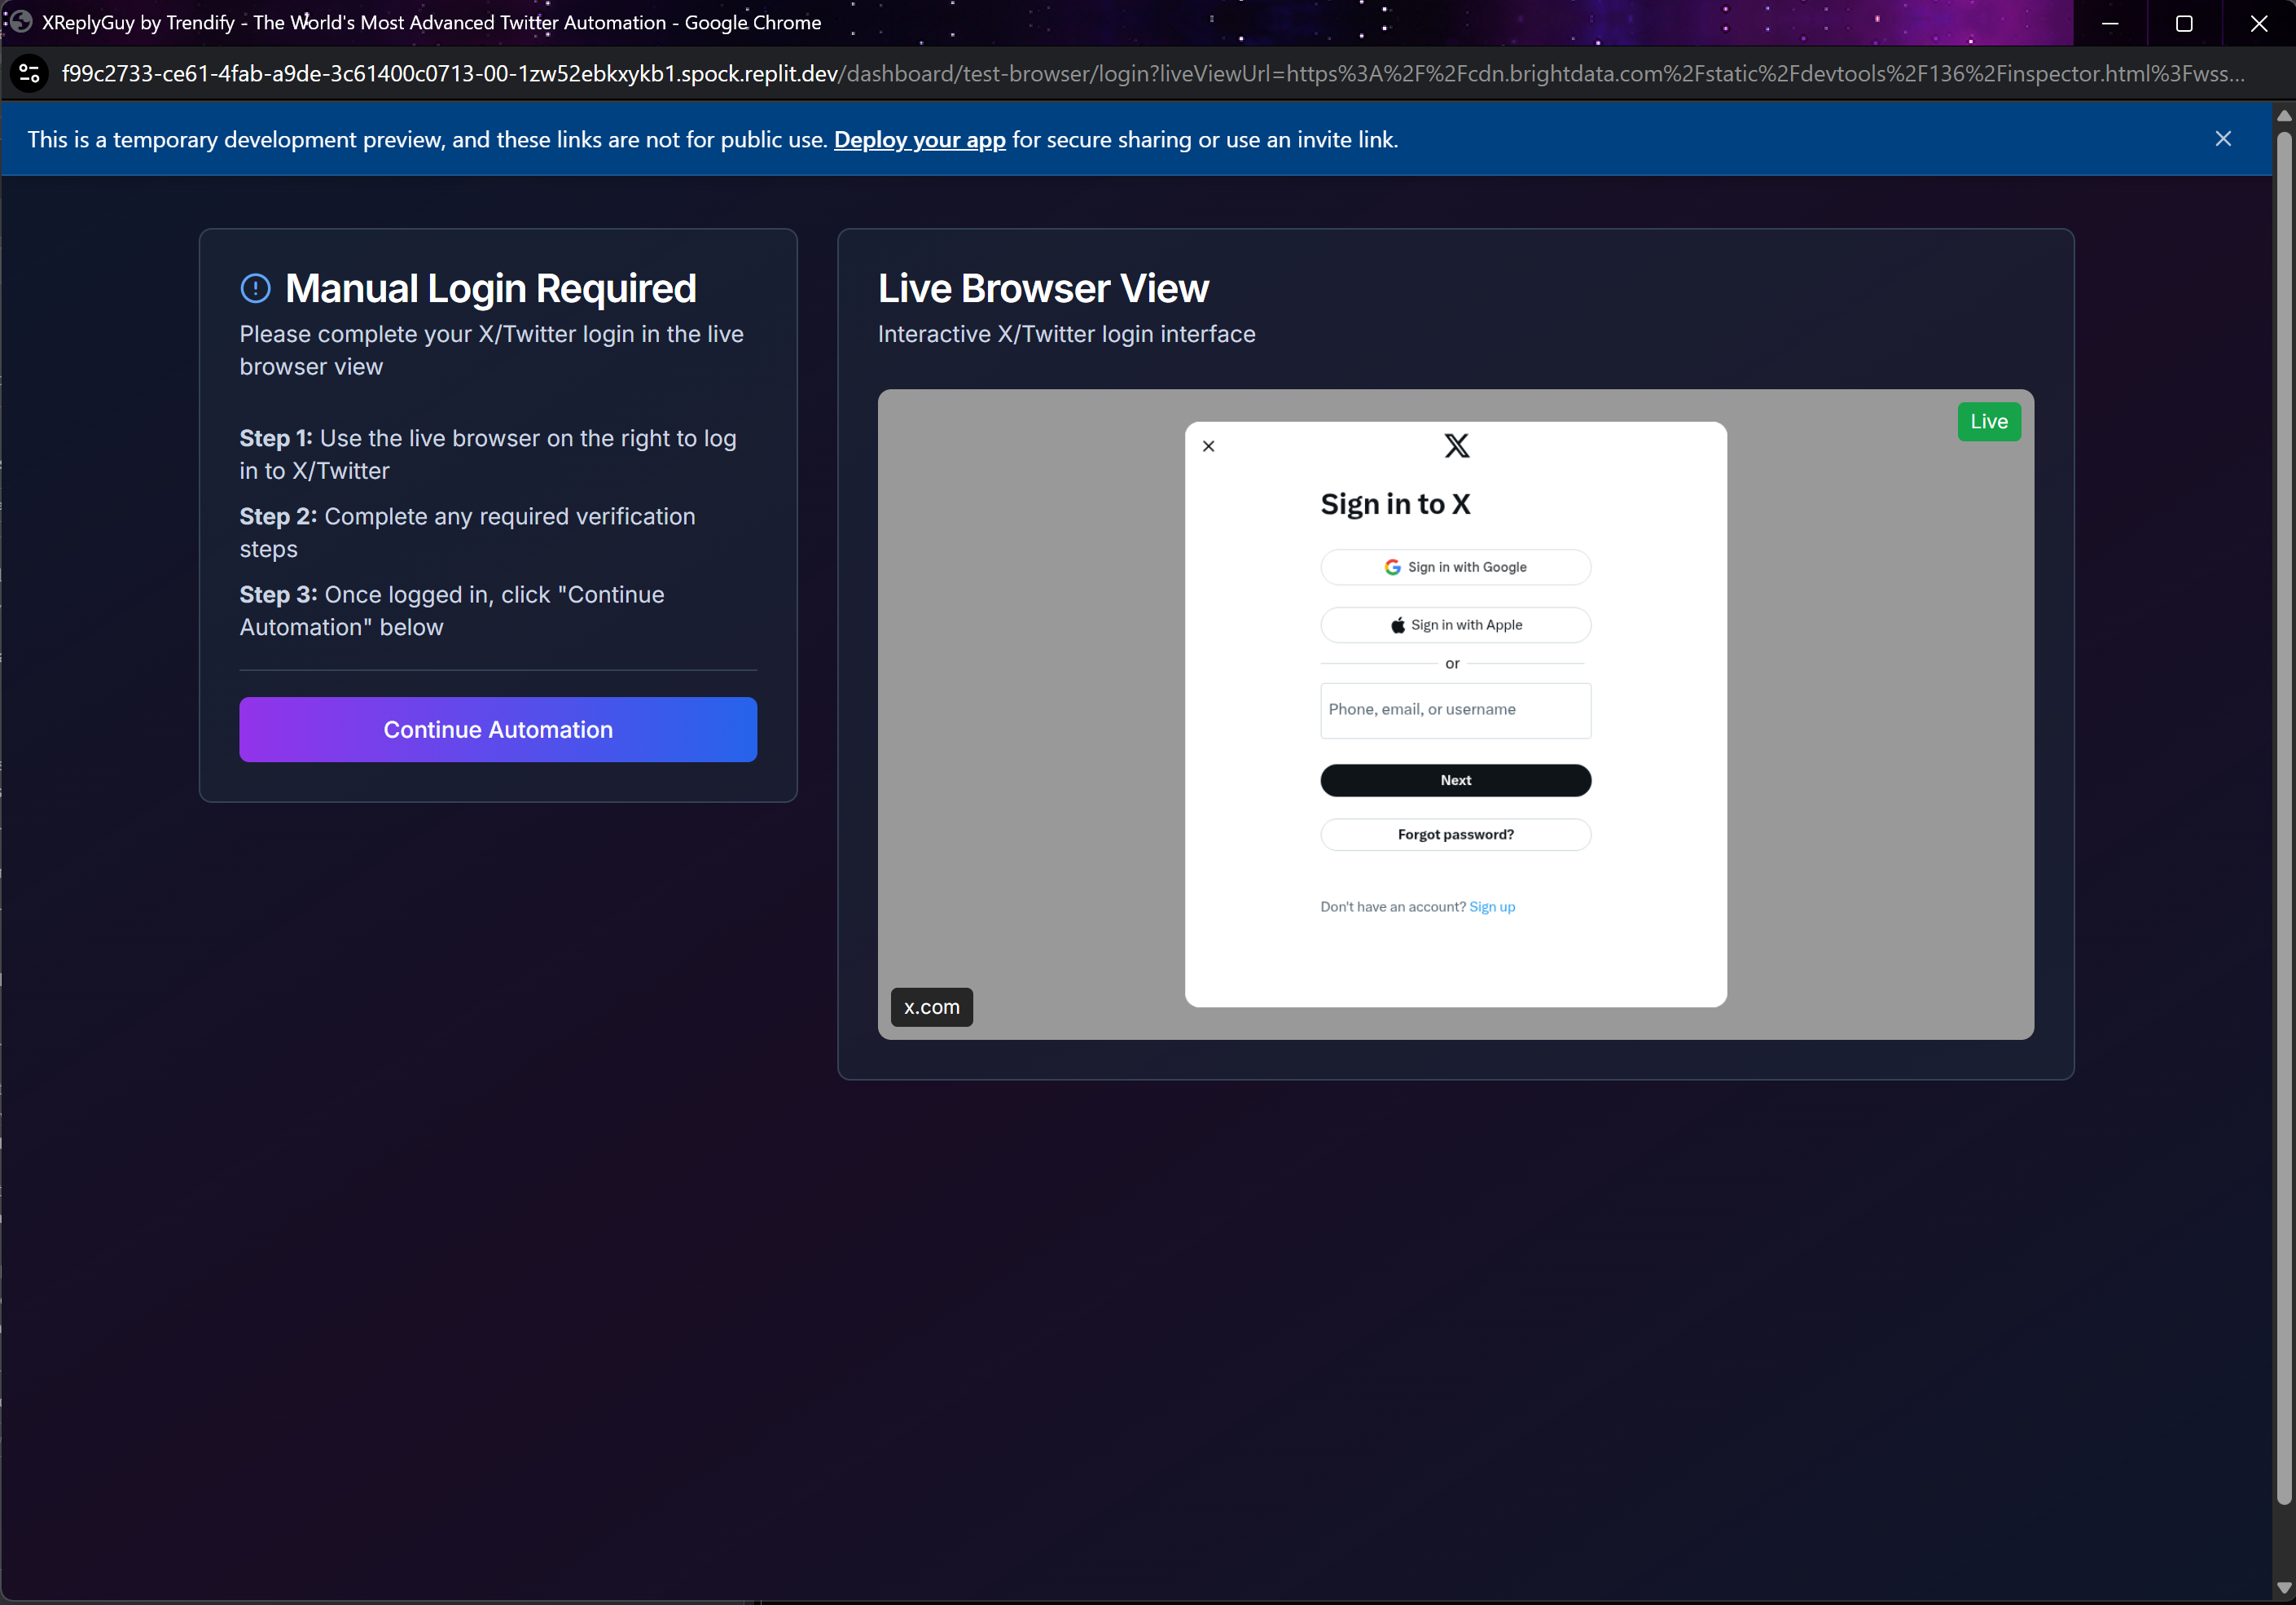 XReplyGuy by Trendify - The World's Most Advanced Twitter Automation - Google Chrome
f99c2733-ce61-4fab-a9de-3c61400c0713-00-1zw52ebkxykb1.spock.replit.dev/dashboard/test-browser/login?liveViewUrl=https%3A%2F%2Fcdn.brightdata.com%2Fstatic%2Fdevtools%2F136%2Finspector.html%3Fwss...
This is a temporary development preview, and these links are not for public use. Deploy your app for secure sharing or use an invite link.
Manual Login Required
Please complete your X/Twitter login in the live
browser view
Step 1: Use the live browser on the right to log
in to X/Twitter
Step 2: Complete any required verification
steps
Step 3: Once logged in, click "Continue
Automation" below
Continue Automation
Live Browser View
Interactive X/Twitter login interface
Live
Sign in to X
Sign in with Google
Sign in with Apple
or
Phone, email, or username
Next
Forgot password?
Don't have an account? Sign up
x.com